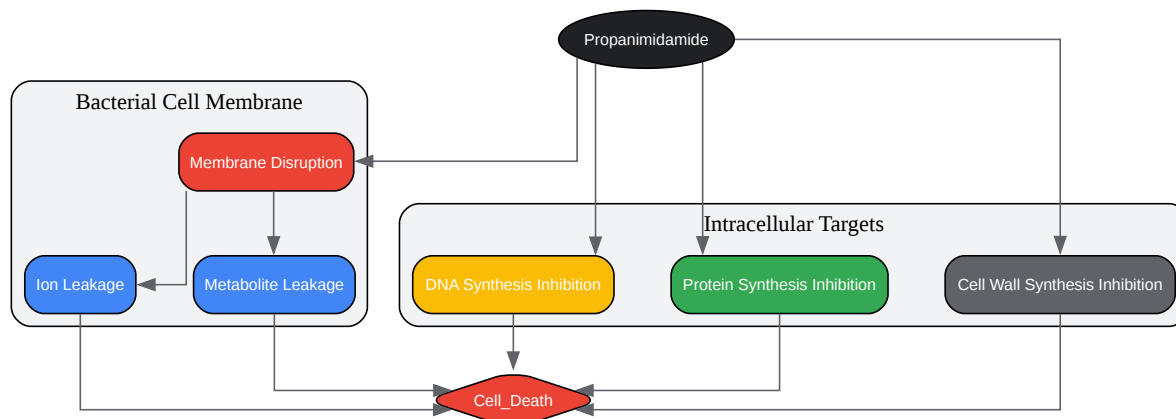 Propanimidamide
Bacterial Cell Membrane
Membrane Disruption
Intracellular Targets
Ion Leakage
Metabolite Leakage
DNA Synthesis Inhibition
Protein Synthesis Inhibition
Cell Wall Synthesis Inhibition
Cell_Death